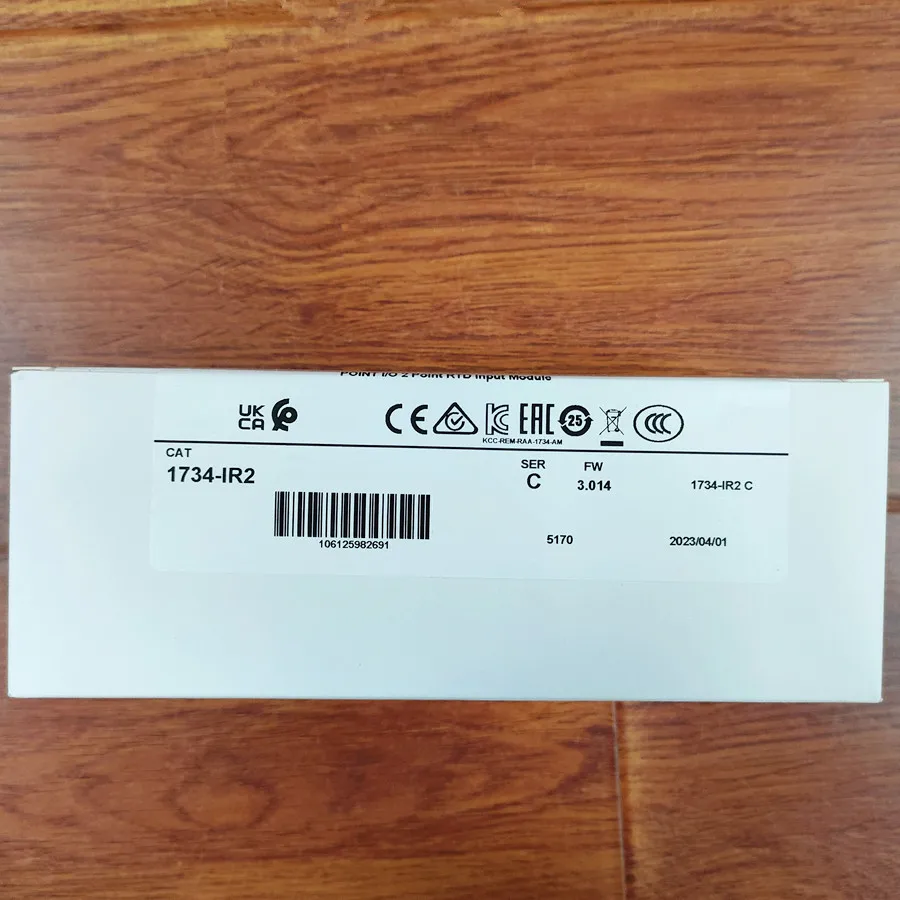 POINT I/O 2 Point RTD Input Module
UK
CA
CE
EAC
25
CCC
KCC-REM-RAA-1734-AM
CAT
1734-IR2
SER
C
FW
3.014
1734-IR2 C
106125982691
5170
2023/04/01